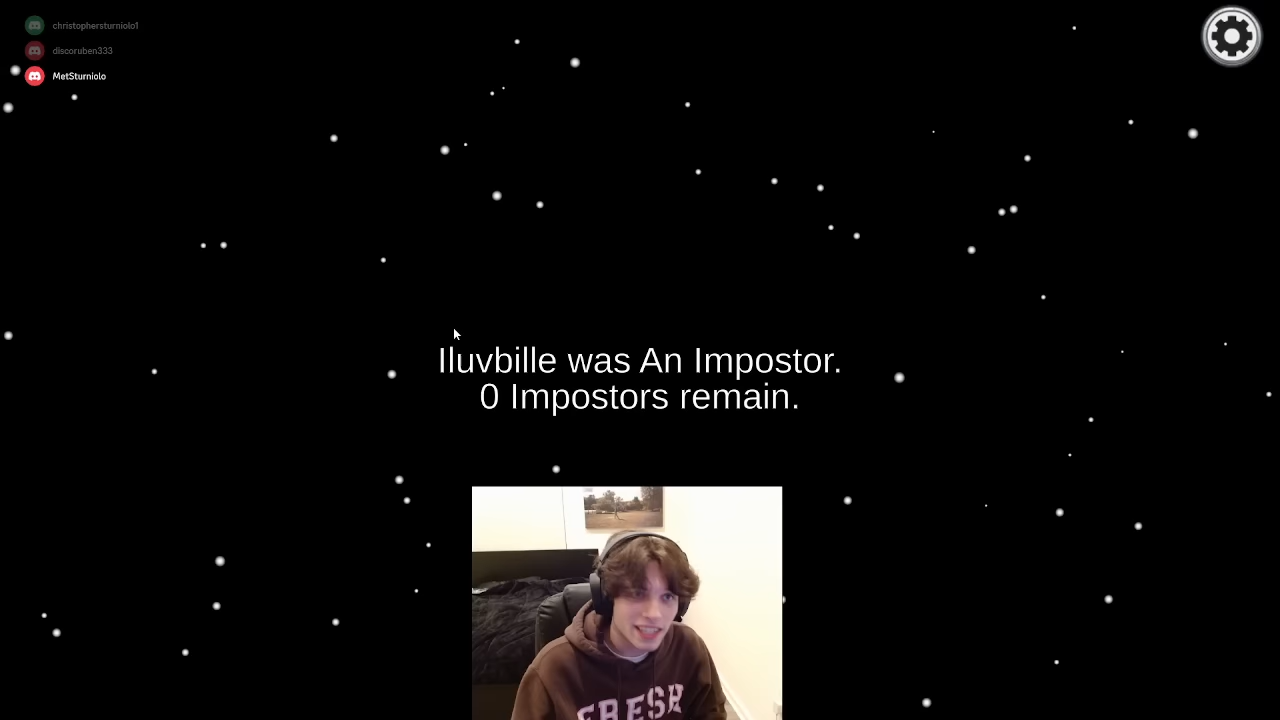 christophersturniolo1
discoruben333
MetSturniolo
Iluvbille was An Impostor.
0 Impostors remain.
FRESH